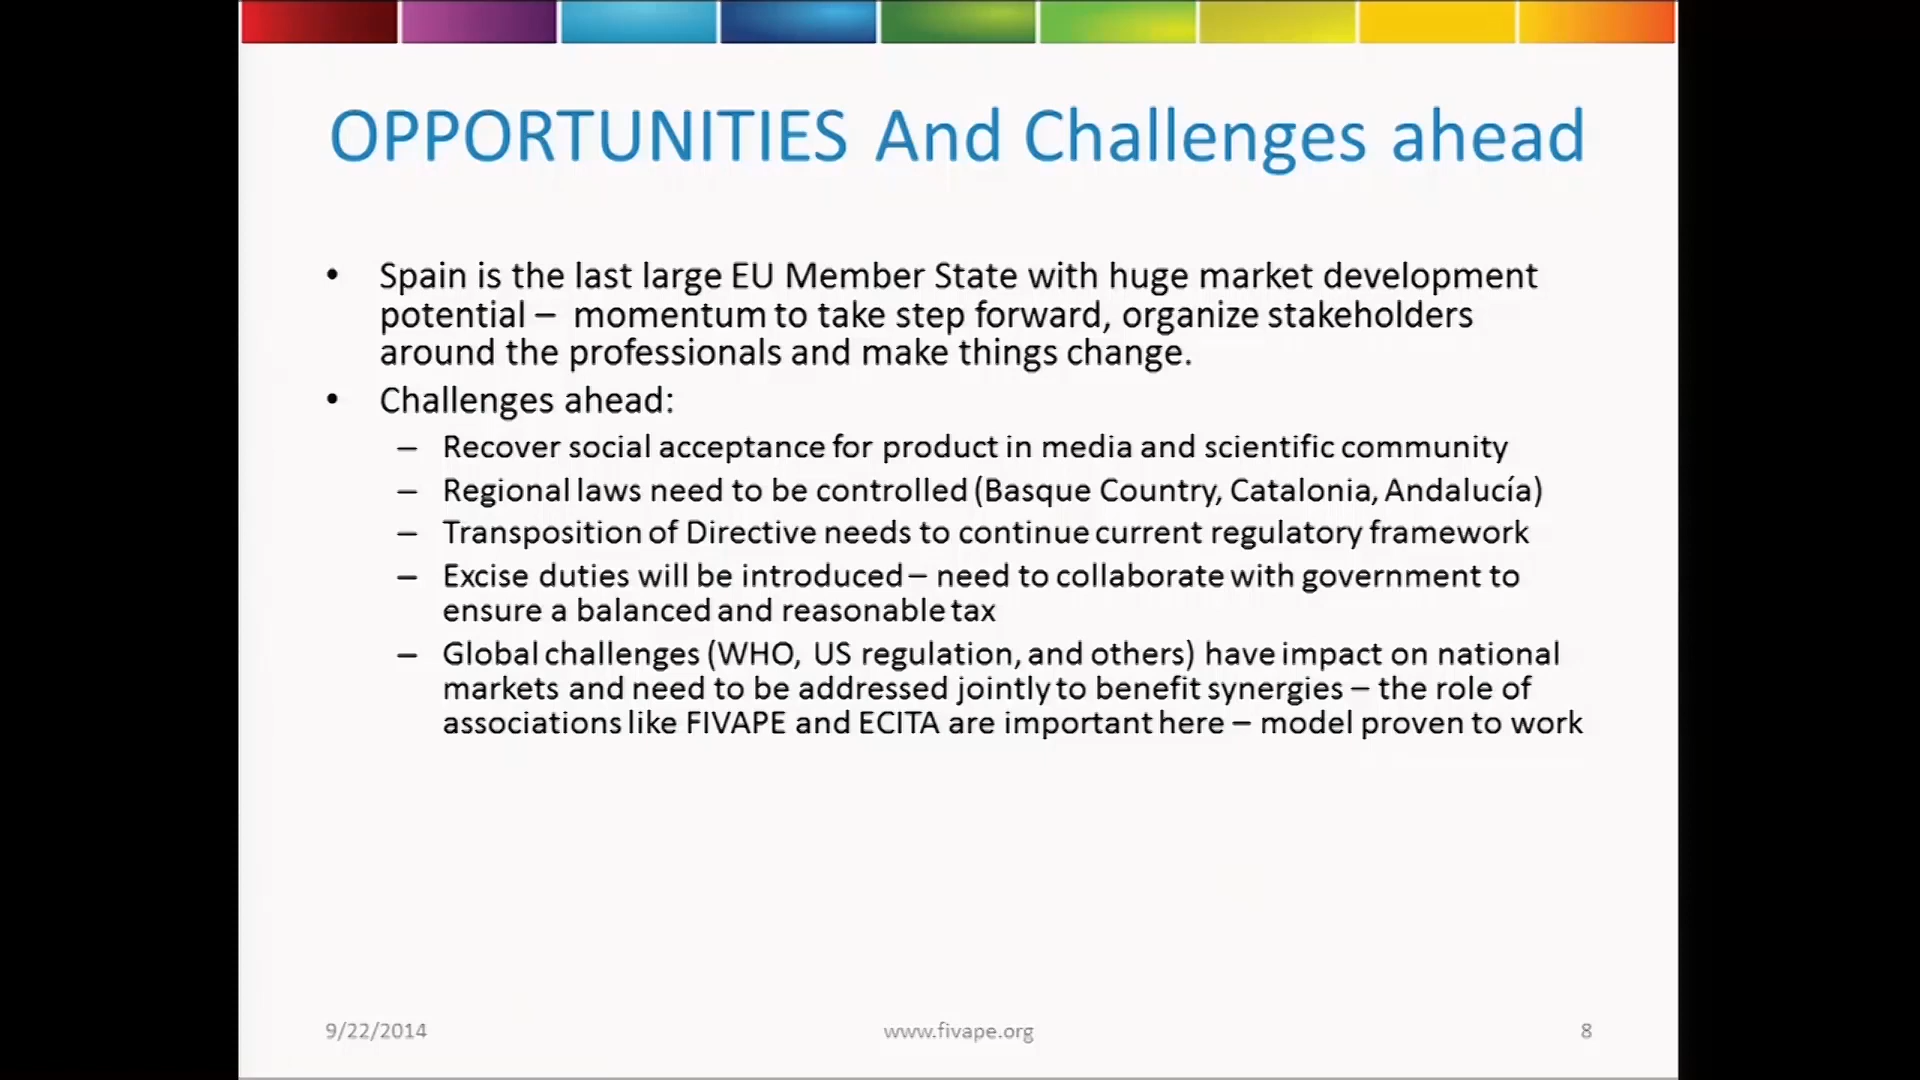 OPPORTUNITIES And Challenges ahead
• Spain is the last large EU Member State with huge market development
potential – momentum to take step forward, organize stakeholders
around the professionals and make things change.
• Challenges ahead:
– Recover social acceptance for product in media and scientific community
– Regional laws need to be controlled (Basque Country, Catalonia, Andalucía)
– Transposition of Directive needs to continue current regulatory framework
– Excise duties will be introduced – need to collaborate with government to
ensure a balanced and reasonable tax
– Global challenges (WHO, US regulation, and others) have impact on national
markets and need to be addressed jointly to benefit synergies – the role of
associations like FIVAPE and ECITA are important here – model proven to work
9/22/2014 www.fivape.org 8